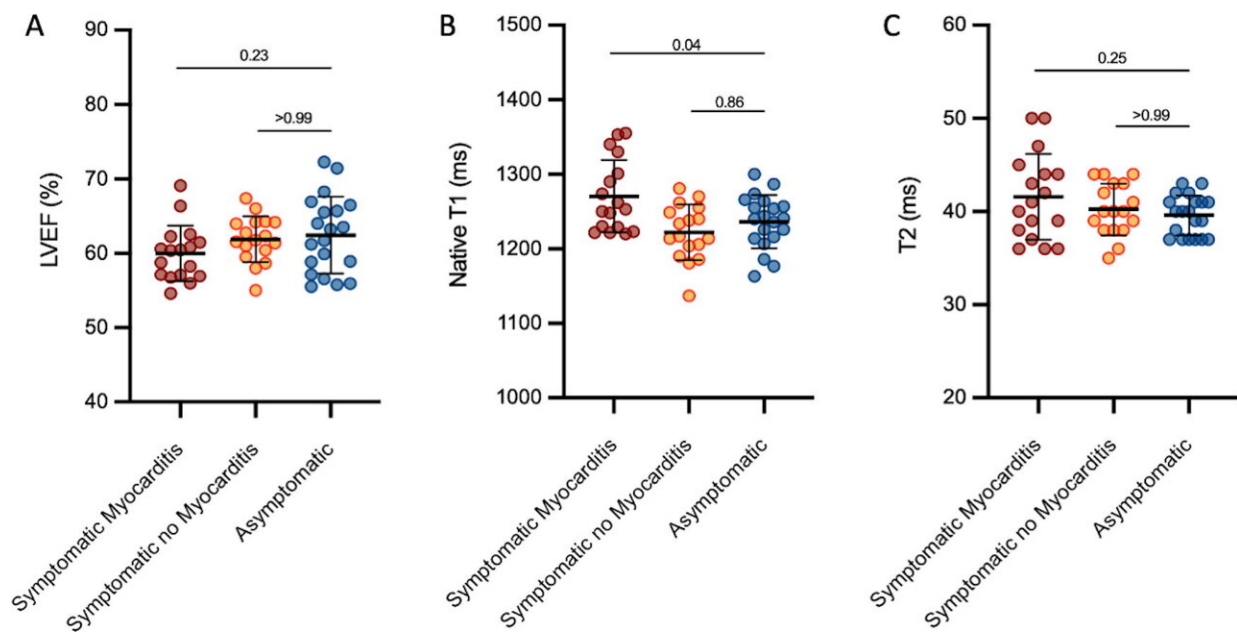 A
LVEF (%)
90
80
70
60
50
40
0.23
>0.99
Symptomatic Myocarditis
Symptomatic no Myocarditis
Asymptomatic
B
Native T1 (ms)
1500
1400
1300
1200
1100
1000
0.04
0.86
Symptomatic Myocarditis
Symptomatic no Myocarditis
Asymptomatic
C
T2 (ms)
60
50
40
30
20
0.25
>0.99
Symptomatic Myocarditis
Symptomatic no Myocarditis
Asymptomatic